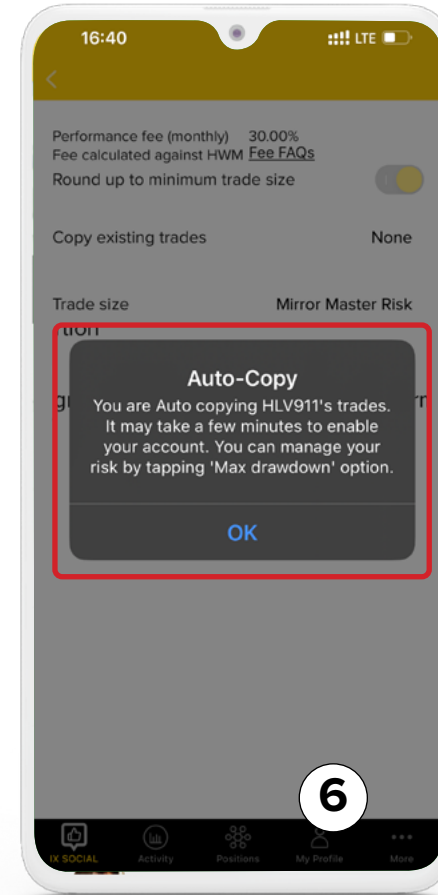 16:40 LTE
Performance fee (monthly) 30.00%
Fee calculated against HWM Fee FAQs
Round up to minimum trade size
Copy existing trades None
Trade size Mirror Master Risk
Auto-Copy
You are Auto copying HLV911's trades.
It may take a few minutes to enable
your account. You can manage your
risk by tapping 'Max drawdown' option.
OK
6
IX SOCIAL Activity Positions My Profile More